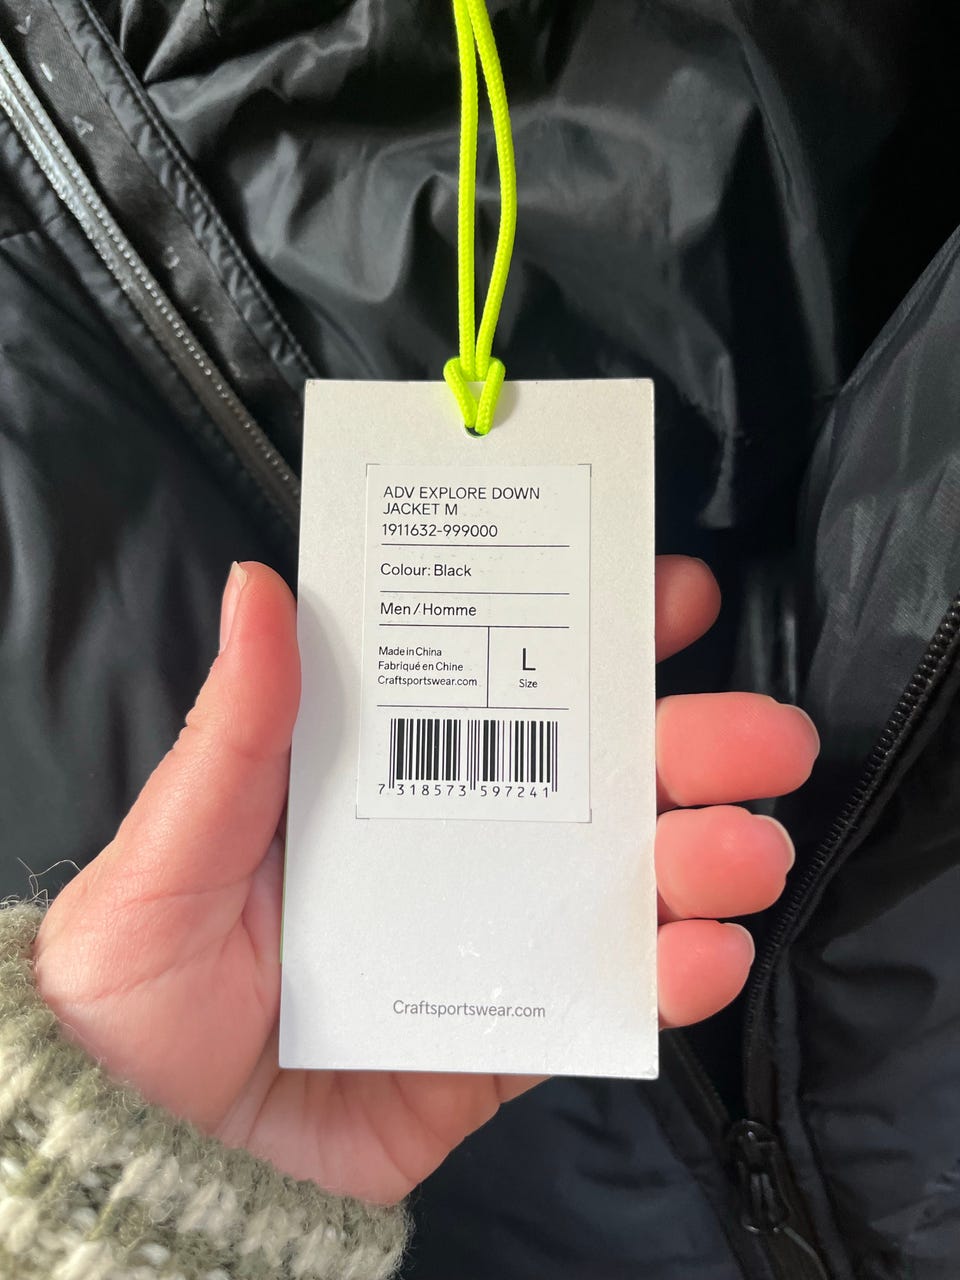 ADV EXPLORE DOWN
JACKET M
1911632-999000
Colour: Black
Men / Homme
Made in China
Fabriqué en Chine
Craftsportswear.com
L
Size
7 318573 597241
Craftsportswear.com